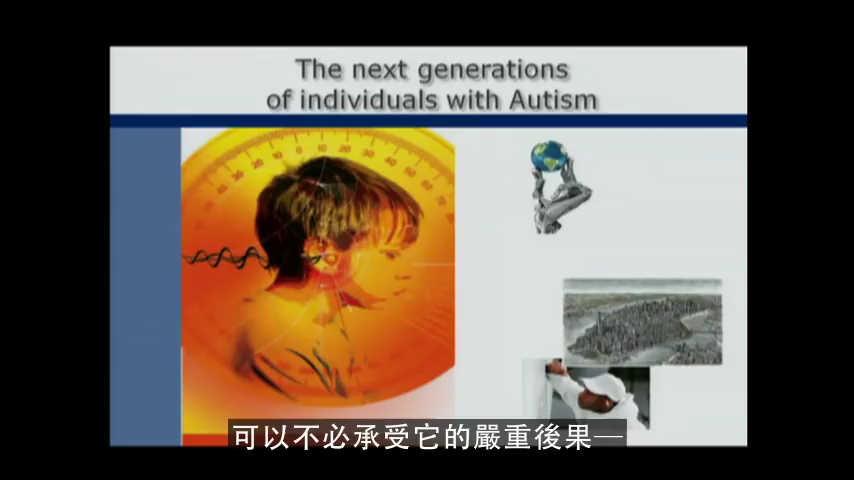 The next generations
of individuals with Autism
可以不必承受它的嚴重後果—